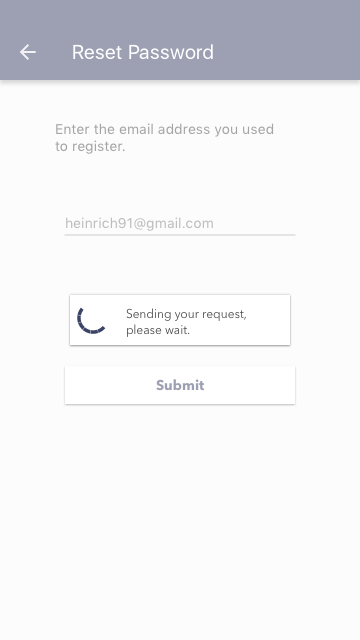 Reset Password
Enter the email address you used
to register.
heinrich91@gmail.com
Sending your request,
please wait.
Submit